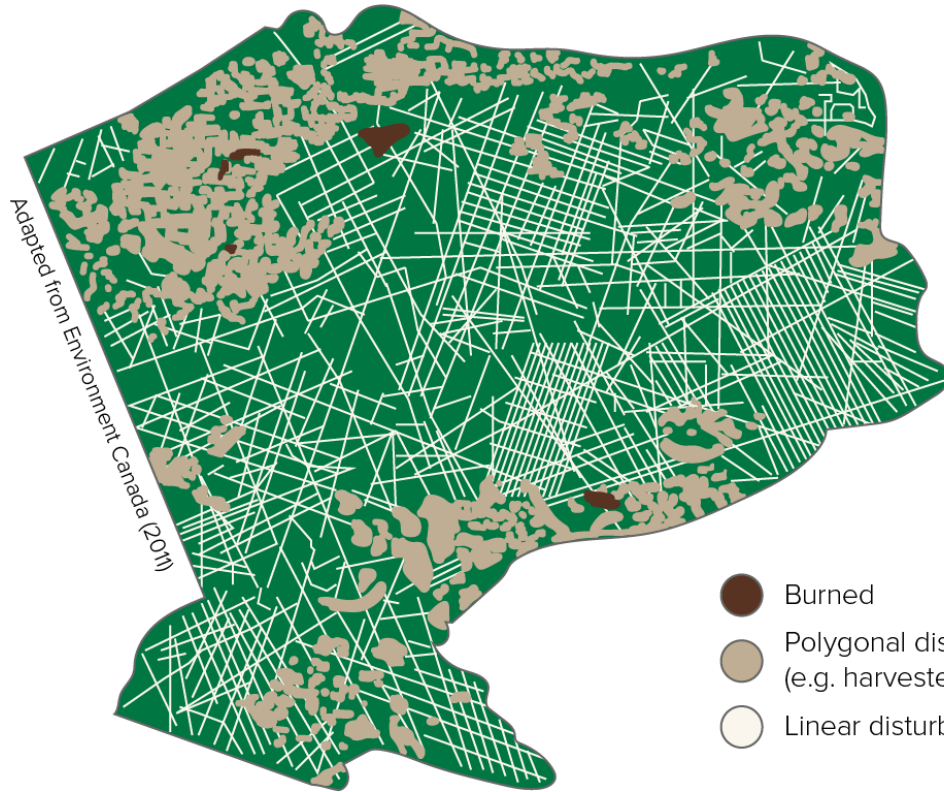 Adapted from Environment Canada (2011)
Burned
Polygonal dis
(e.g. harveste
Linear disturb